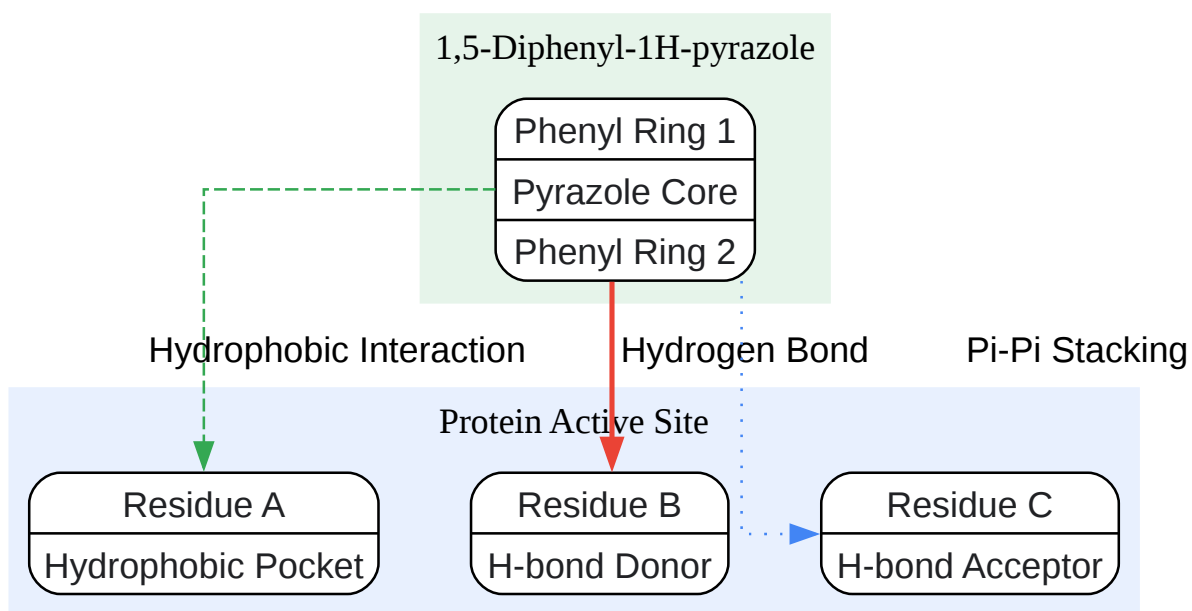 1,5-Diphenyl-1H-pyrazole
Phenyl Ring 1
Pyrazole Core
Phenyl Ring 2
Hydrophobic Interaction
Hydrogen Bond
Pi-Pi Stacking
Protein Active Site
Residue A
Hydrophobic Pocket
Residue B
H-bond Donor
Residue C
H-bond Acceptor